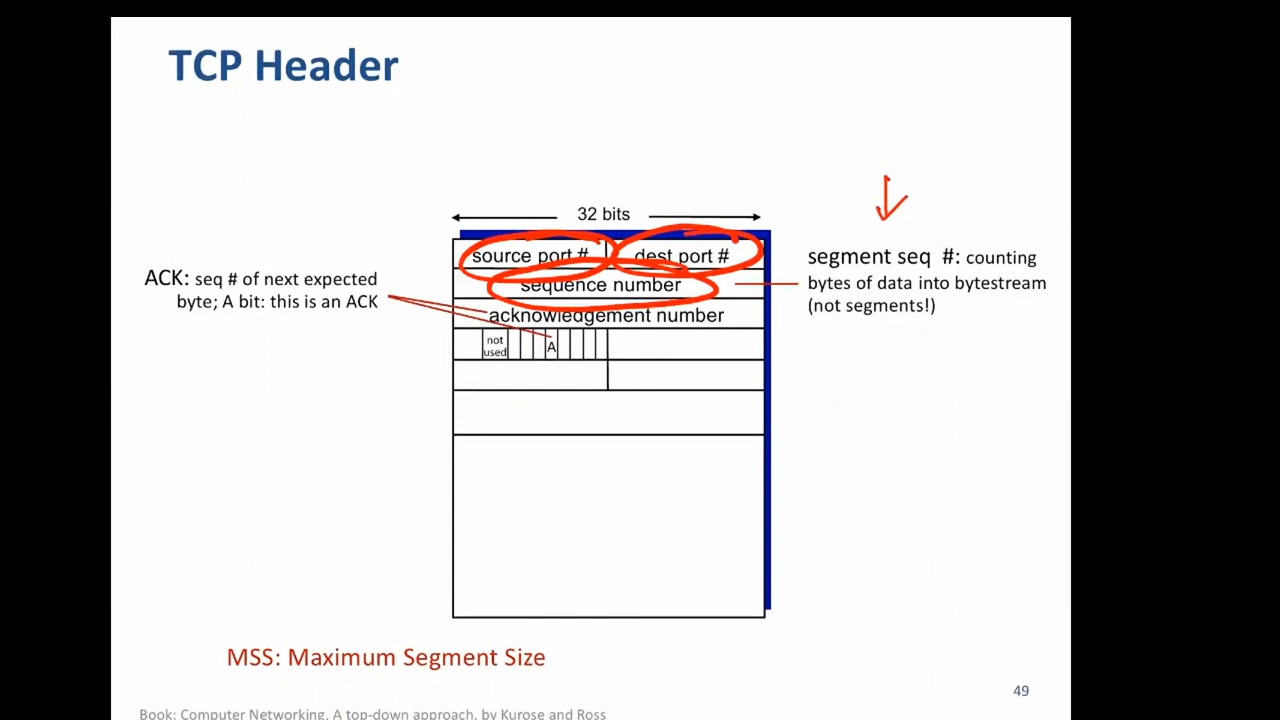 TCP Header
32 bits
source port #
dest port #
sequence number
acknowledgement number
not
used
A
ACK: seq # of next expected
byte; A bit: this is an ACK
segment seq #: counting
bytes of data into bytestream
(not segments!)
MSS: Maximum Segment Size
49
Book: Computer Networking, A top-down approach, by Kurose and Ross